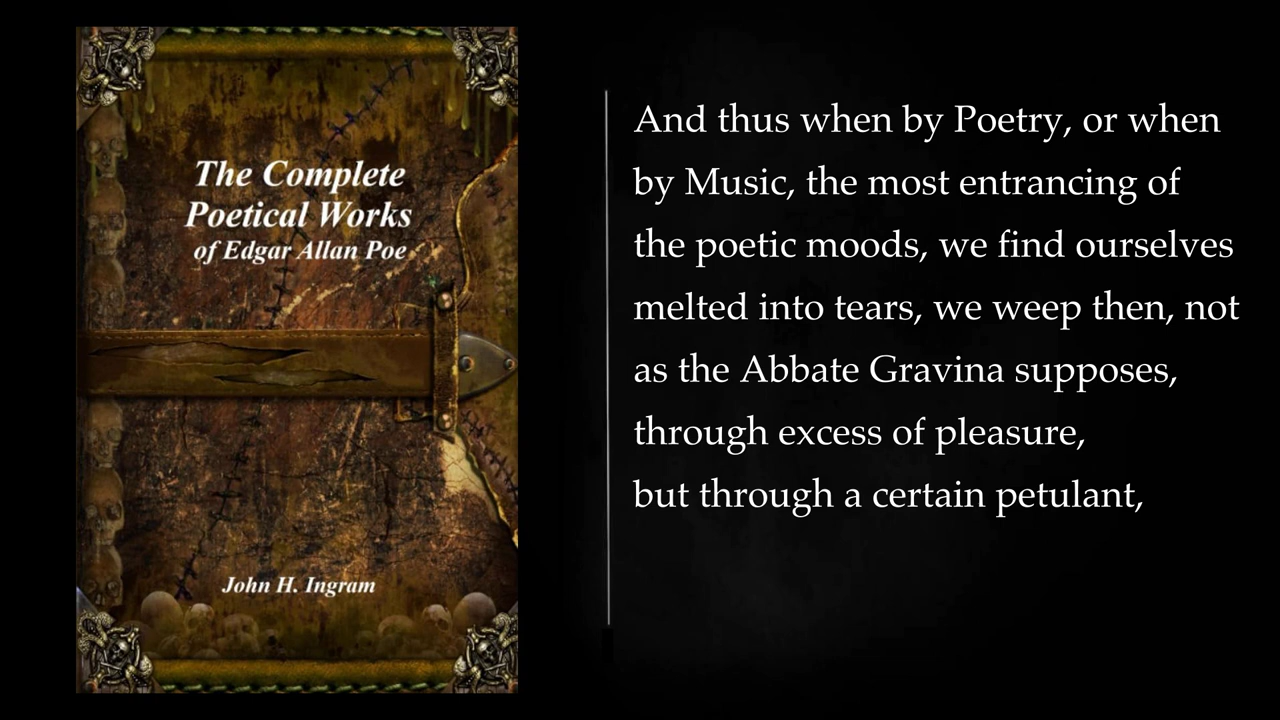 The Complete
Poetical Works
of Edgar Allan Poe
John H. Ingram
And thus when by Poetry, or when
by Music, the most entrancing of
the poetic moods, we find ourselves
melted into tears, we weep then, not
as the Abbate Gravina supposes,
through excess of pleasure,
but through a certain petulant,